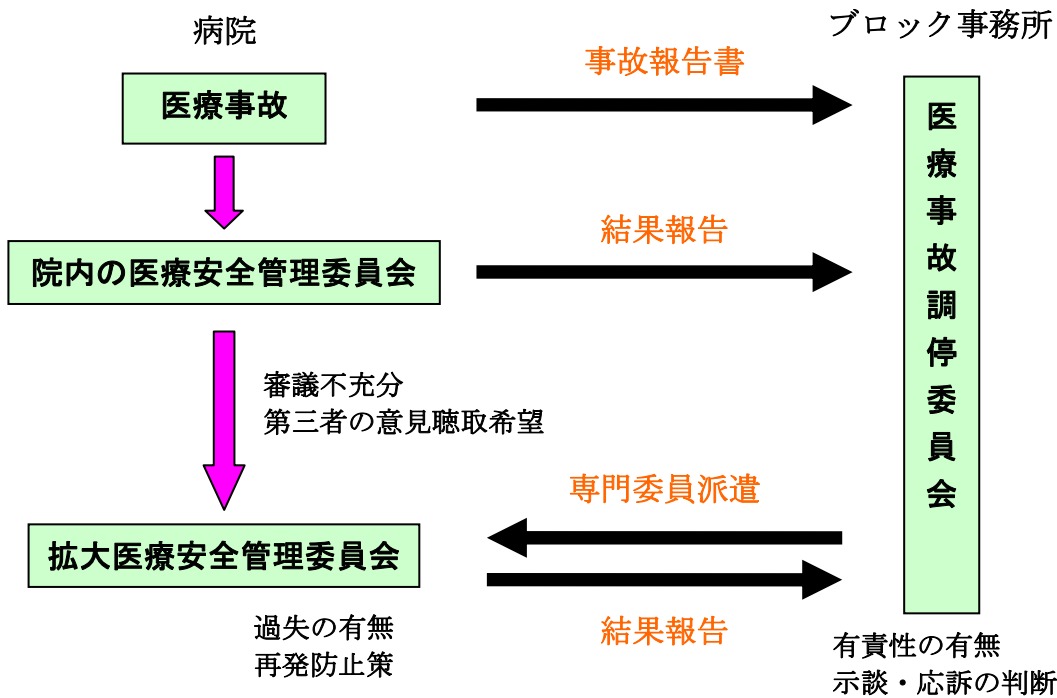 病院
ブロック事務所
事故報告書
医療事故
医療事故調停委員会
結果報告
院内の医療安全管理委員会
審議不充分
第三者の意見聴取希望
専門委員派遣
拡大医療安全管理委員会
結果報告
過失の有無
再発防止策
有責性の有無
示談・応訴の判断